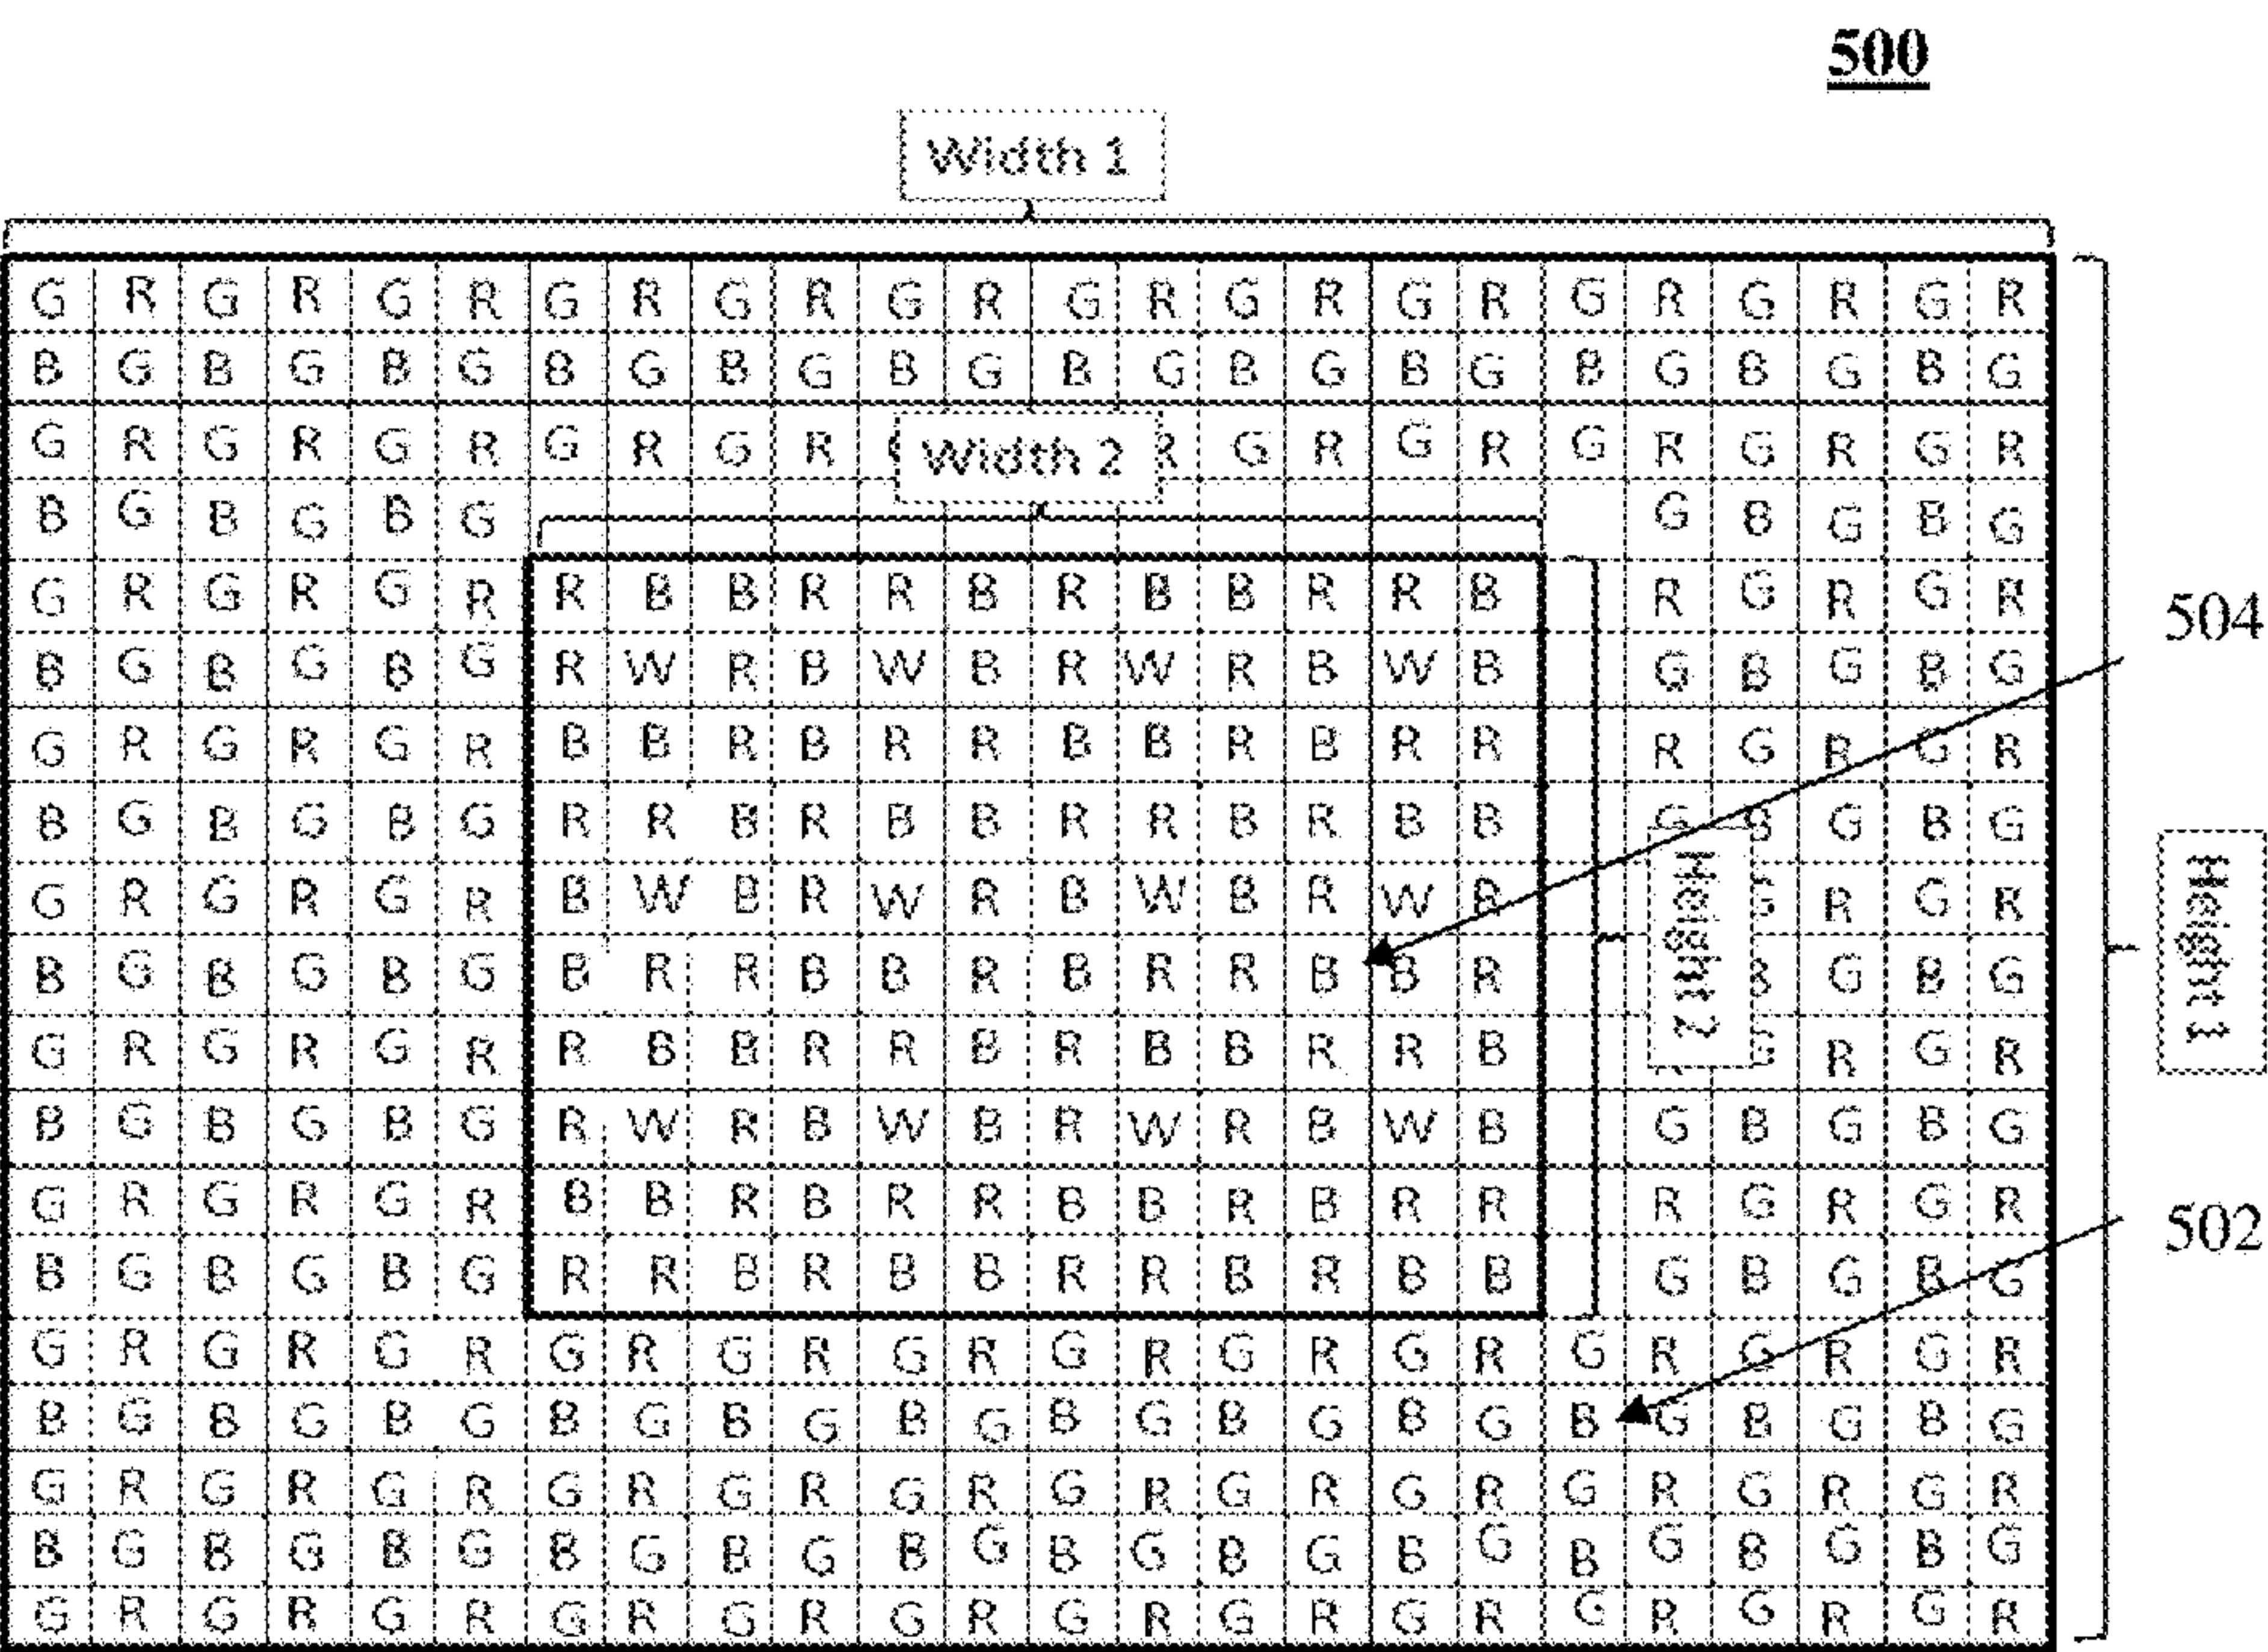 500
Width 1
G R G R G R G R G R G R G R G R G R G R G R G R
B G B G B G B G B G B G B G B G B G B G B G B G
G R G R G R G R G R R G R G R G R G R G R
Width 2
B G B G B G G B G B G
G R G R G R R B B R R B R B B R R B R G R G R
504
B G B G B G R W R B W B R W R B W B G B G B G
G R G R G R B B R B R R B B R B R R R G R G R
B G B G B G R R B R B B R R B R B B G B G B G
G R G R G R B W B R W R B W B R W R R G R
Height 2
Height 1
B G B G B G B R R B B R B R R B B R B G B G
G R G R G R R B B R R B R B B R R B G R G R
B G B G B G R W R B W B R W R B W B G B G B G
G R G R G R B B R B R R B B R B R R R G R G R
502
B G B G B G R R B R B B R R B R B B G B G B G
G R G R G R G R G R G R G R G R G R G R G R G R
B G B G B G B G B G B G B G B G B G B G B G B G
G R G R G R G R G R G R G R G R G R G R G R G R
B G B G B G B G B G B G B G B G B G B G B G B G
G R G R G R G R G R G R G R G R G R G R G R G R